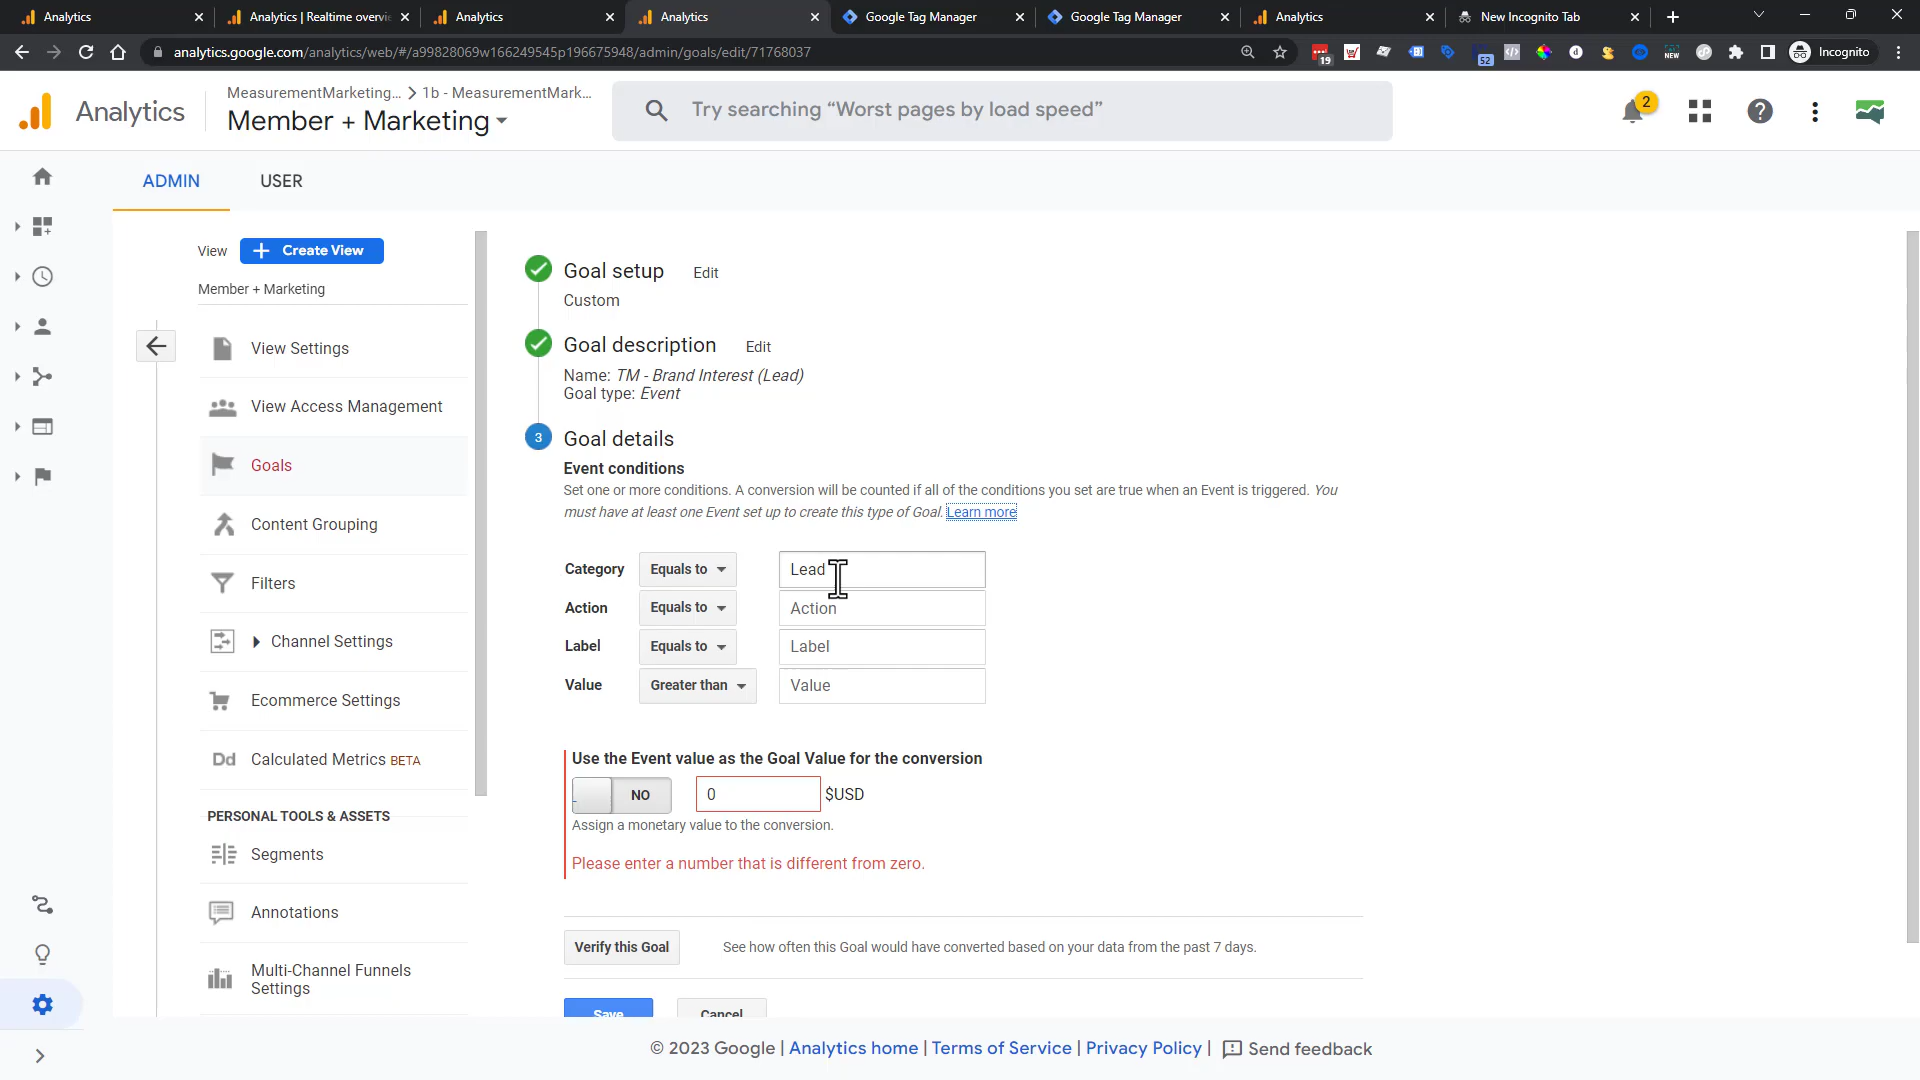 Analytics
Analytics | Realtime overvie
Analytics
Analytics
Google Tag Manager
Google Tag Manager
Analytics
New Incognito Tab
analytics.google.com/analytics/web/#/a99828069w166249545p196675948/admin/goals/edit/71768037
19
52
NEW
Incognito
Analytics
MeasurementMarketing... > 1b - MeasurementMark...
Member + Marketing
Try searching “Worst pages by load speed”
2
ADMIN
USER
View
+ Create View
Member + Marketing
View Settings
View Access Management
Goals
Content Grouping
Filters
Channel Settings
Ecommerce Settings
Dd Calculated Metrics BETA
PERSONAL TOOLS & ASSETS
Segments
Annotations
Multi-Channel Funnels
Settings
Goal setup Edit
Custom
Goal description Edit
Name: TM - Brand Interest (Lead)
Goal type: Event
3 Goal details
Event conditions
Set one or more conditions. A conversion will be counted if all of the conditions you set are true when an Event is triggered. You
must have at least one Event set up to create this type of Goal. Learn more
Category Equals to Lead
Action Equals to Action
Label Equals to Label
Value Greater than Value
Use the Event value as the Goal Value for the conversion
NO 0 $USD
Assign a monetary value to the conversion.
Please enter a number that is different from zero.
Verify this Goal See how often this Goal would have converted based on your data from the past 7 days.
Save Cancel
© 2023 Google | Analytics home | Terms of Service | Privacy Policy | Send feedback